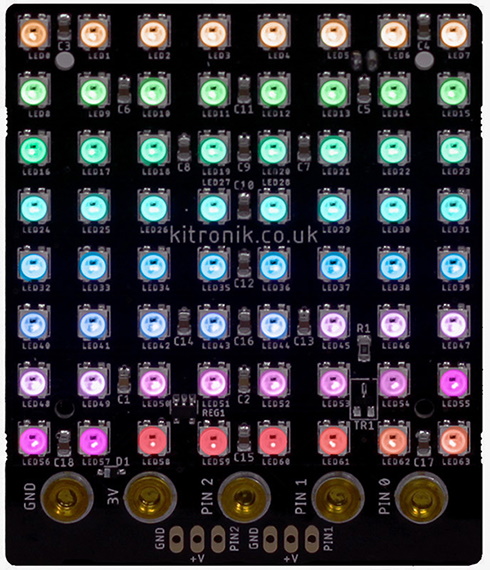 C3 C4
LED0 LED1 LED2 LED3 LED4 LED5 LED6 LED7
C6 C11 C5
LED8 LED9 LED10 LED11 LED12 LED13 LED14 LED15
C8 C9 C7
LED16 LED17 LED18 LED19 LED20 LED21 LED22 LED23
LED27 LED28
C10
LED24 LED25 LED26 LED29 LED30 LED31
kitronik.co.uk
C12
LED32 LED33 LED34 LED35 LED36 LED37 LED38 LED39
C14 C16 C13 R1
LED40 LED41 LED42 LED43 LED44 LED45 LED46 LED47
C1 C2
LED48 LED49 LED50 LED51 LED52 LED53 LED54 LED55
REG1 TR1
C15
LED56 C18 LED57 D1 LED58 LED59 LED60 LED61 LED62 C17 LED63
GND 3V PIN 2 PIN 1 PIN 0
GND PIN2 GND PIN1
+V +V